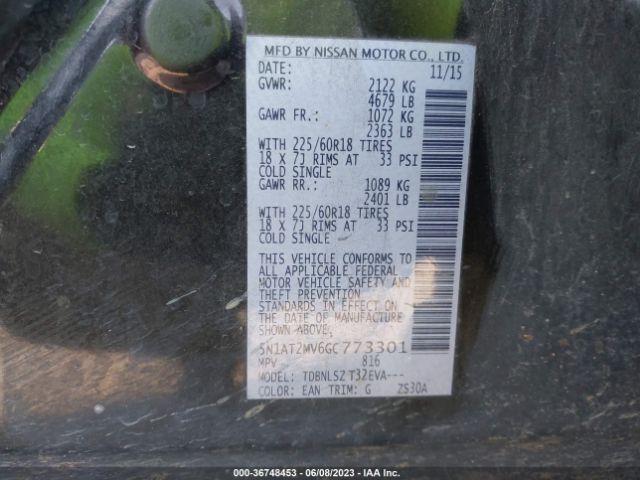 MFD BY NISSAN MOTOR CO., LTD.
DATE: 11/15
GVWR: 2122 KG
4679 LB
GAWR FR.: 1072 KG
2363 LB
WITH 225/60R18 TIRES
18 X 7J RIMS AT 33 PSI
COLD SINGLE
GAWR RR.: 1089 KG
2401 LB
WITH 225/60R18 TIRES
18 X 7J RIMS AT 33 PSI
COLD SINGLE
THIS VEHICLE CONFORMS TO
ALL APPLICABLE FEDERAL
MOTOR VEHICLE SAFETY AND
THEFT PREVENTION
STANDARDS IN EFFECT ON
THE DATE OF MANUFACTURE
SHOWN ABOVE.
5N1AT2MV6GC773301
MPV 816
MODEL: TDBNLSZ T32EVA---
COLOR: EAN TRIM: G ZS30A
000-36748453 - 06/08/2023 - IAA Inc.